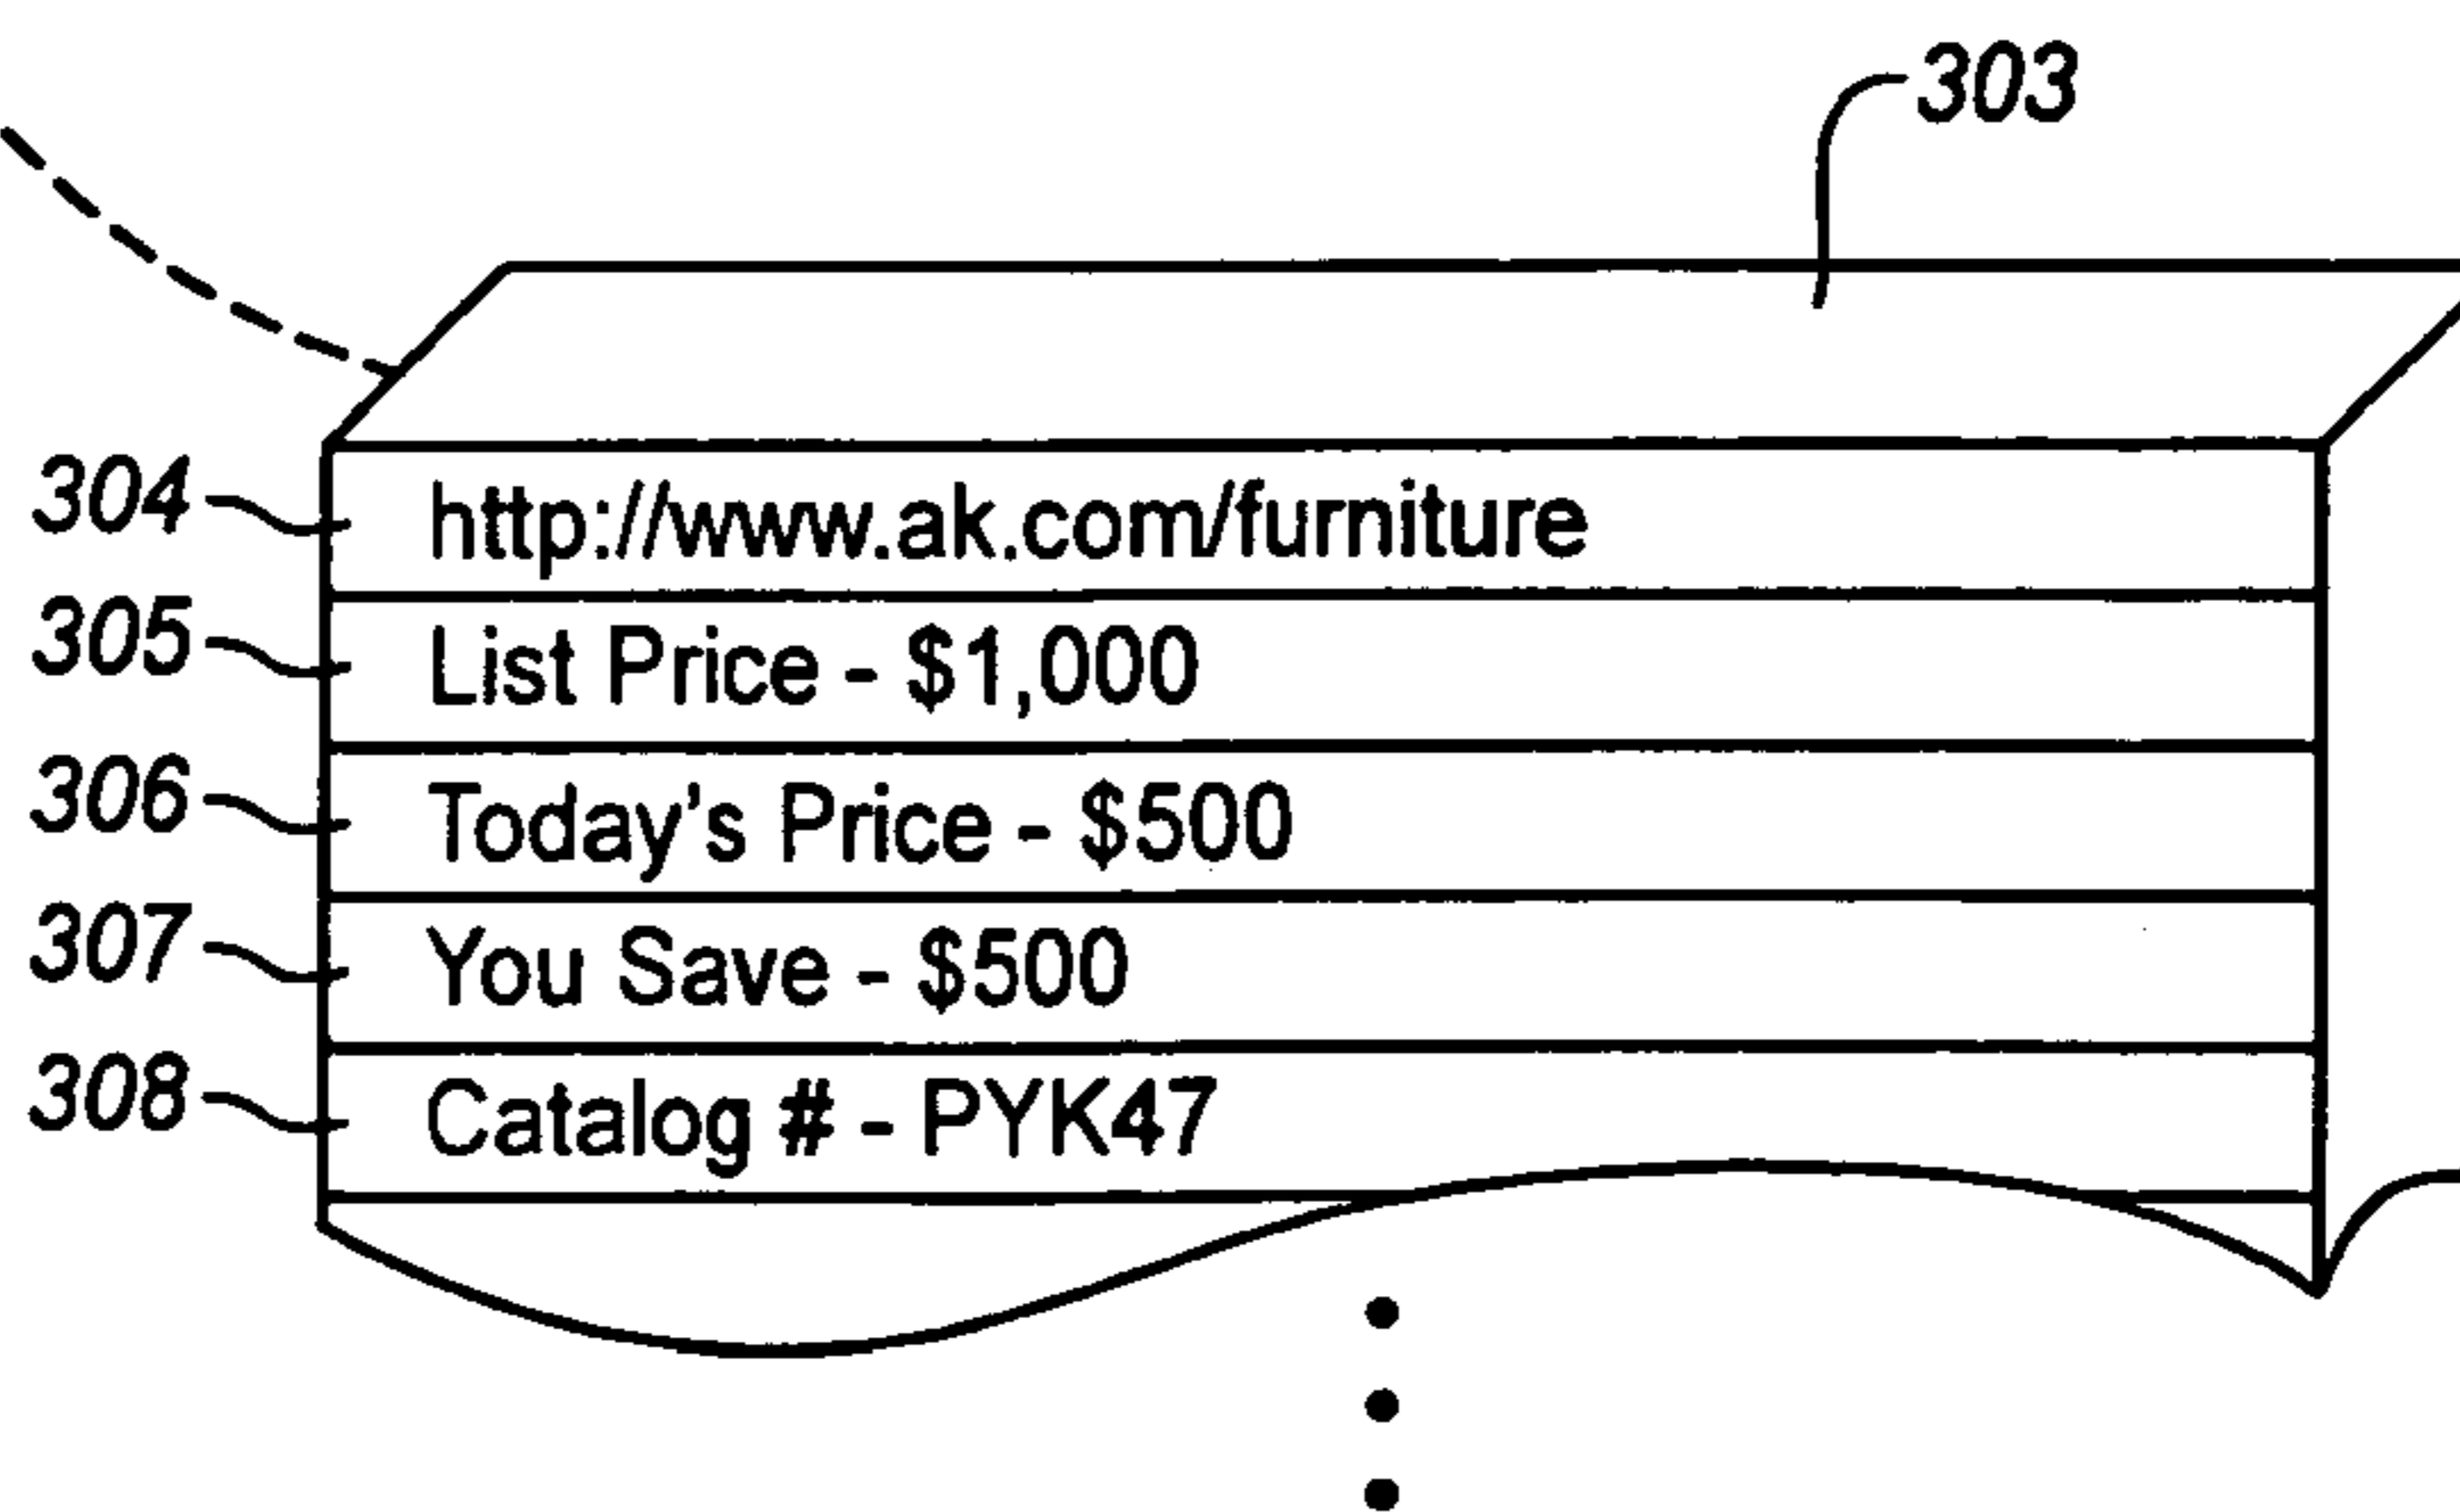 303
304 http://www.ak.com/furniture
305 List Price - $1,000
306 Today's Price - $500
307 You Save - $500
308 Catalog # - PYK47